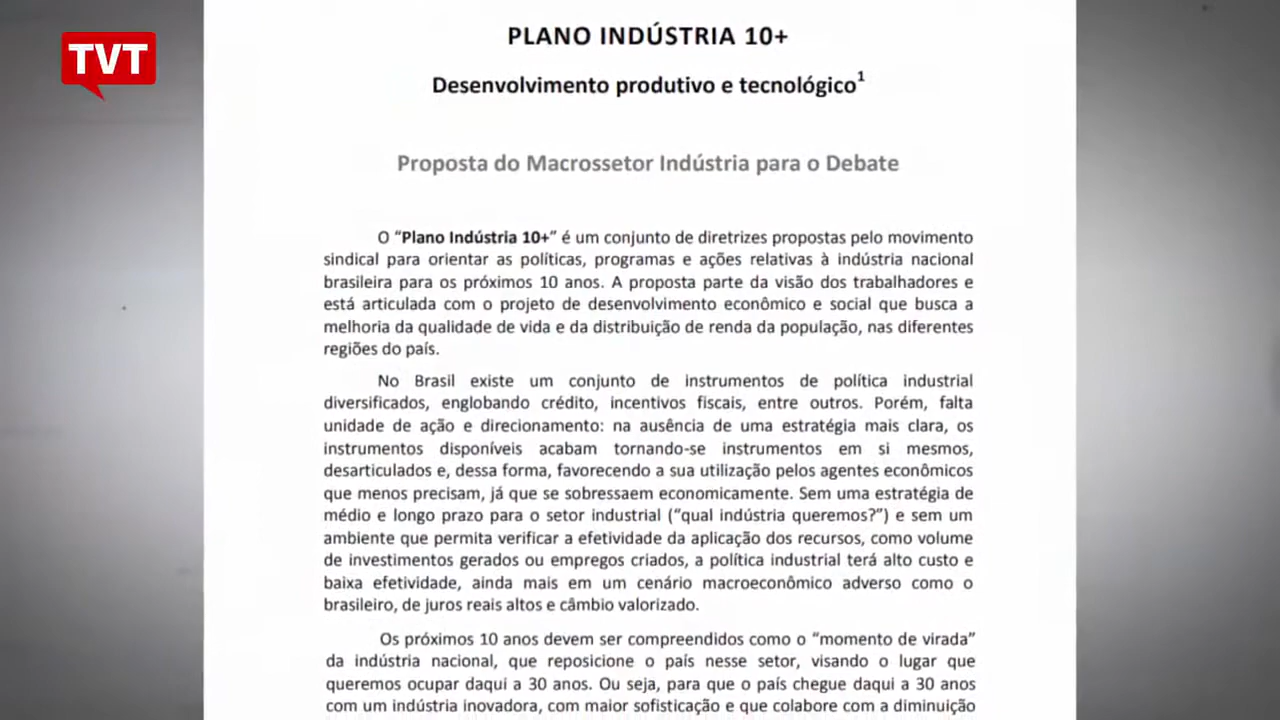 TVT
PLANO INDÚSTRIA 10+
Desenvolvimento produtivo e tecnológico¹
Proposta do Macrossetor Indústria para o Debate
O “Plano Indústria 10+” é um conjunto de diretrizes propostas pelo movimento
sindical para orientar as políticas, programas e ações relativas à indústria nacional
brasileira para os próximos 10 anos. A proposta parte da visão dos trabalhadores e
está articulada com o projeto de desenvolvimento econômico e social que busca a
melhoria da qualidade de vida e da distribuição de renda da população, nas diferentes
regiões do país.
No Brasil existe um conjunto de instrumentos de política industrial
diversificados, englobando crédito, incentivos fiscais, entre outros. Porém, falta
unidade de ação e direcionamento: na ausência de uma estratégia mais clara, os
instrumentos disponíveis acabam tornando-se instrumentos em si mesmos,
desarticulados e, dessa forma, favorecendo a sua utilização pelos agentes econômicos
que menos precisam, já que se sobressaem economicamente. Sem uma estratégia de
médio e longo prazo para o setor industrial (“qual indústria queremos?”) e sem um
ambiente que permita verificar a efetividade da aplicação dos recursos, como volume
de investimentos gerados ou empregos criados, a política industrial terá alto custo e
baixa efetividade, ainda mais em um cenário macroeconômico adverso como o
brasileiro, de juros reais altos e câmbio valorizado.
Os próximos 10 anos devem ser compreendidos como o “momento de virada”
da indústria nacional, que reposicione o país nesse setor, visando o lugar que
queremos ocupar daqui a 30 anos. Ou seja, para que o país chegue daqui a 30 anos
com um indústria inovadora, com maior sofisticação e que colabore com a diminuição